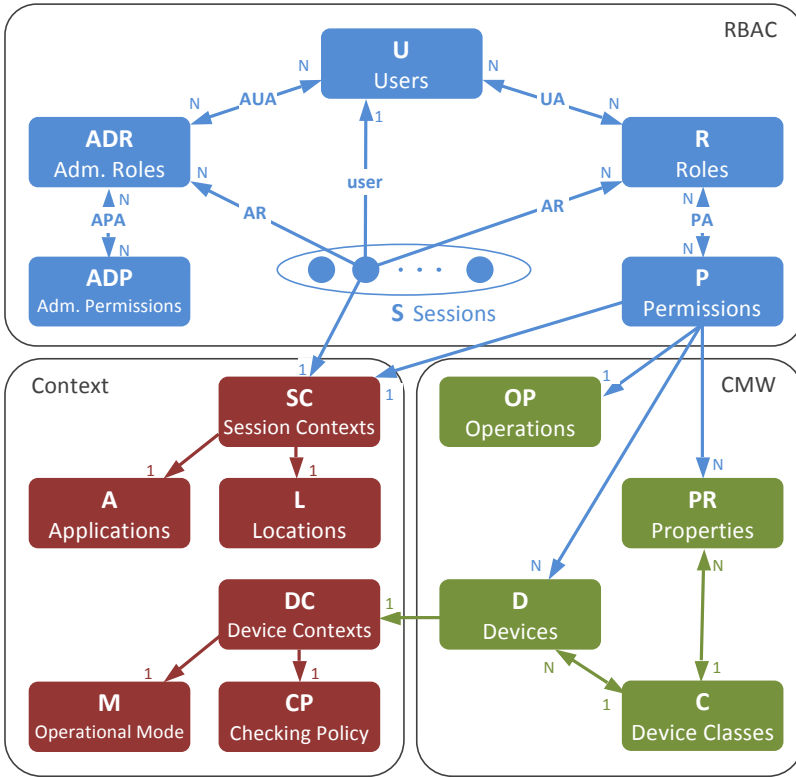 RBAC
U
Users
N
N
AUA
UA
1
N
N
ADR
Adm. Roles
R
Roles
N
N
user
N
N
AR
AR
APA
PA
N
N
ADP
Adm. Permissions
. . .
P
Permissions
S Sessions
Context
1
1
1
CMW
SC
Session Contexts
OP
Operations
1
1
N
A
Applications
L
Locations
PR
Properties
N
N
DC
Device Contexts
1
D
Devices
N
1
1
1
1
M
Operational Mode
CP
Checking Policy
C
Device Classes